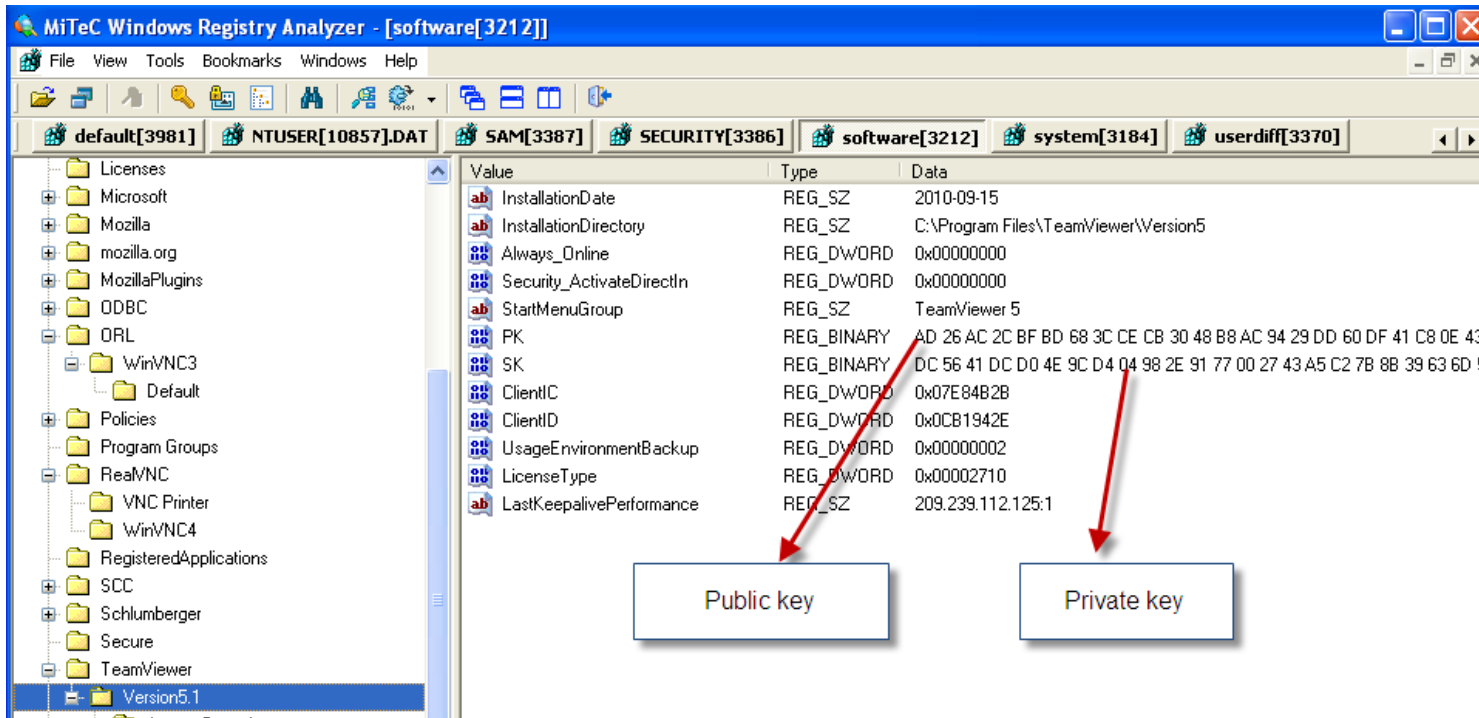 MiTeC Windows Registry Analyzer - [software[3212]]
File View Tools Bookmarks Windows Help
default[3981] NTUSER[10857].DAT SAM[3387] SECURITY[3386] software[3212] system[3184] userdiff[3370]
Licenses
Microsoft
Mozilla
mozilla.org
MozillaPlugins
ODBC
ORL
WinVNC3
Default
Policies
Program Groups
RealVNC
VNC Printer
WinVNC4
RegisteredApplications
SCC
Schlumberger
Secure
TeamViewer
Version5.1
Value Type Data
InstallationDate REG_SZ 2010-09-15
InstallationDirectory REG_SZ C:\Program Files\TeamViewer\Version5
Always_Online REG_DWORD 0x00000000
Security_ActivateDirectIn REG_DWORD 0x00000000
StartMenuGroup REG_SZ TeamViewer 5
PK REG_BINARY AD 26 AC 2C BF BD 68 3C CE CB 30 48 B8 AC 94 29 DD 60 DF 41 C8 0E 43
SK REG_BINARY DC 56 41 DC D0 4E 9C D4 04 98 2E 91 77 00 27 43 A5 C2 7B 8B 39 63 6D
ClientIC REG_DWORD 0x07E84B2B
ClientID REG_DWORD 0x0CB1942E
UsageEnvironmentBackup REG_DWORD 0x00000002
LicenseType REG_DWORD 0x00002710
LastKeepalivePerformance REG_SZ 209.239.112.125:1
Public key
Private key